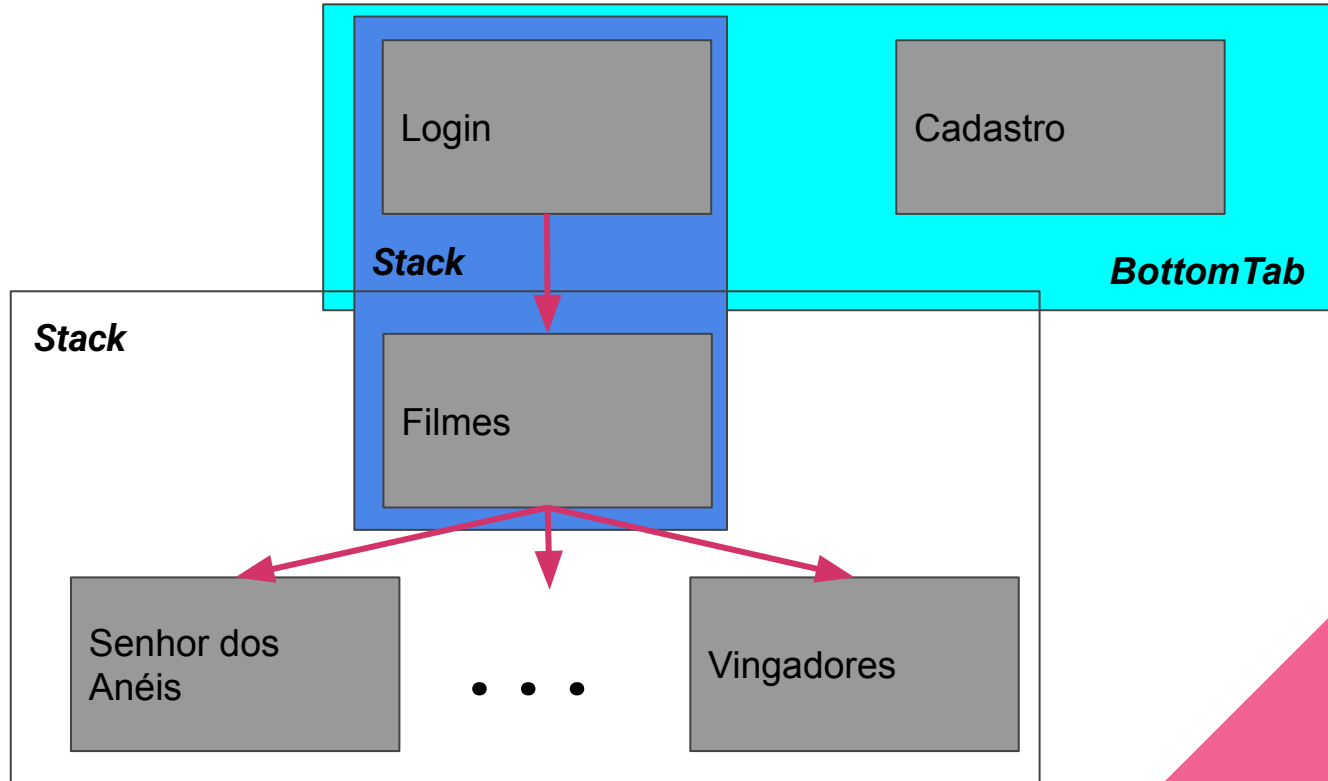 Login
Cadastro
Stack
BottomTab
Stack
Filmes
Senhor dos
Anéis
. . .
Vingadores